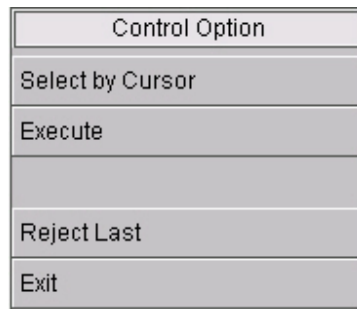 Control Option
Select by Cursor
Execute
Reject Last
Exit